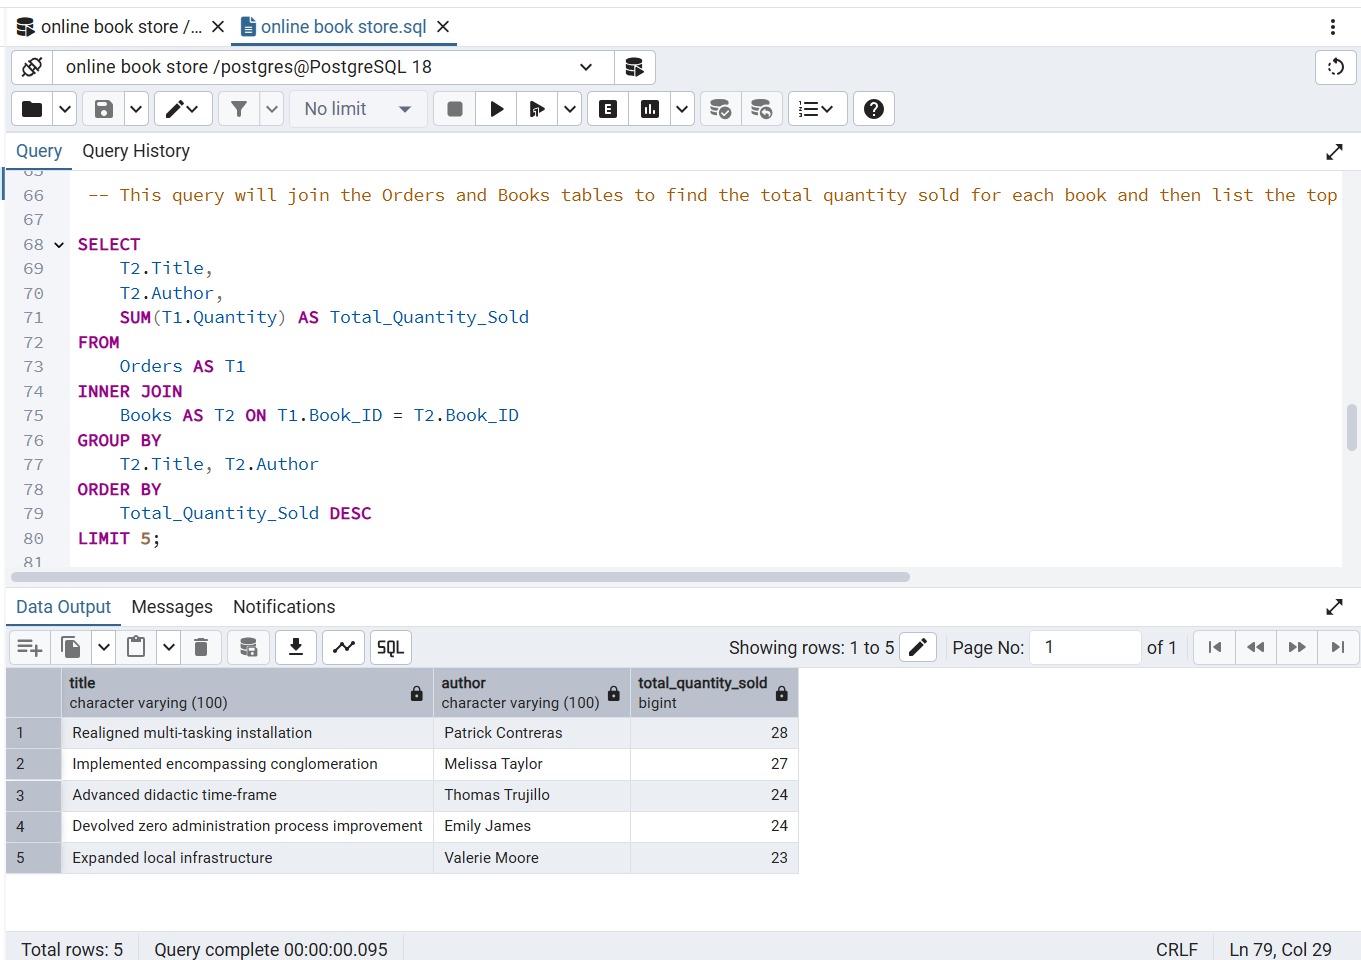 online book store /...
online book store.sql
online book store /postgres@PostgreSQL 18
No limit
E
Query Query History
65
66 -- This query will join the Orders and Books tables to find the total quantity sold for each book and then list the top
67
68 SELECT
69 T2.Title,
70 T2.Author,
71 SUM(T1.Quantity) AS Total_Quantity_Sold
72 FROM
73 Orders AS T1
74 INNER JOIN
75 Books AS T2 ON T1.Book_ID = T2.Book_ID
76 GROUP BY
77 T2.Title, T2.Author
78 ORDER BY
79 Total_Quantity_Sold DESC
80 LIMIT 5;
81
Data Output Messages Notifications
SQL Showing rows: 1 to 5 Page No: 1 of 1
title author total_quantity_sold
character varying (100) character varying (100) bigint
1 Realigned multi-tasking installation Patrick Contreras 28
2 Implemented encompassing conglomeration Melissa Taylor 27
3 Advanced didactic time-frame Thomas Trujillo 24
4 Devolved zero administration process improvement Emily James 24
5 Expanded local infrastructure Valerie Moore 23
Total rows: 5 Query complete 00:00:00.095 CRLF Ln 79, Col 29